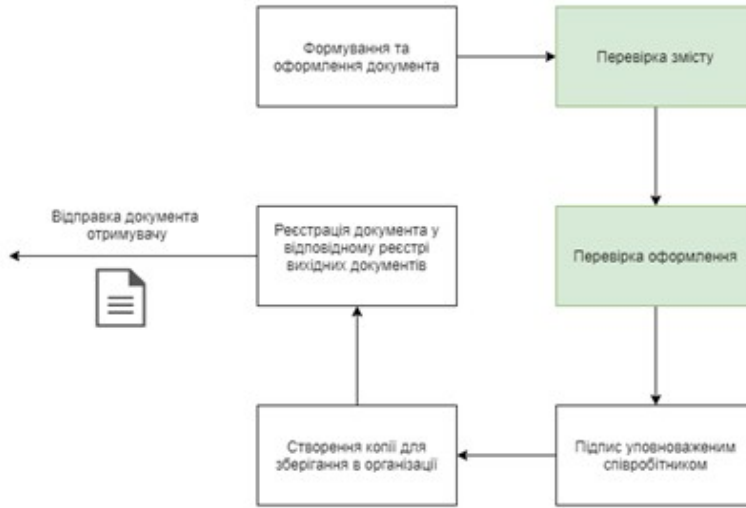 Формування та
оформлення документа
Перевірка змісту
Відправка документа
отримувачу
Реєстрація документа у
відповідному реєстрі
вихідних документів
Перевірка оформлення
Створення копії для
зберігання в організації
Підпис уповноваженим
співробітником